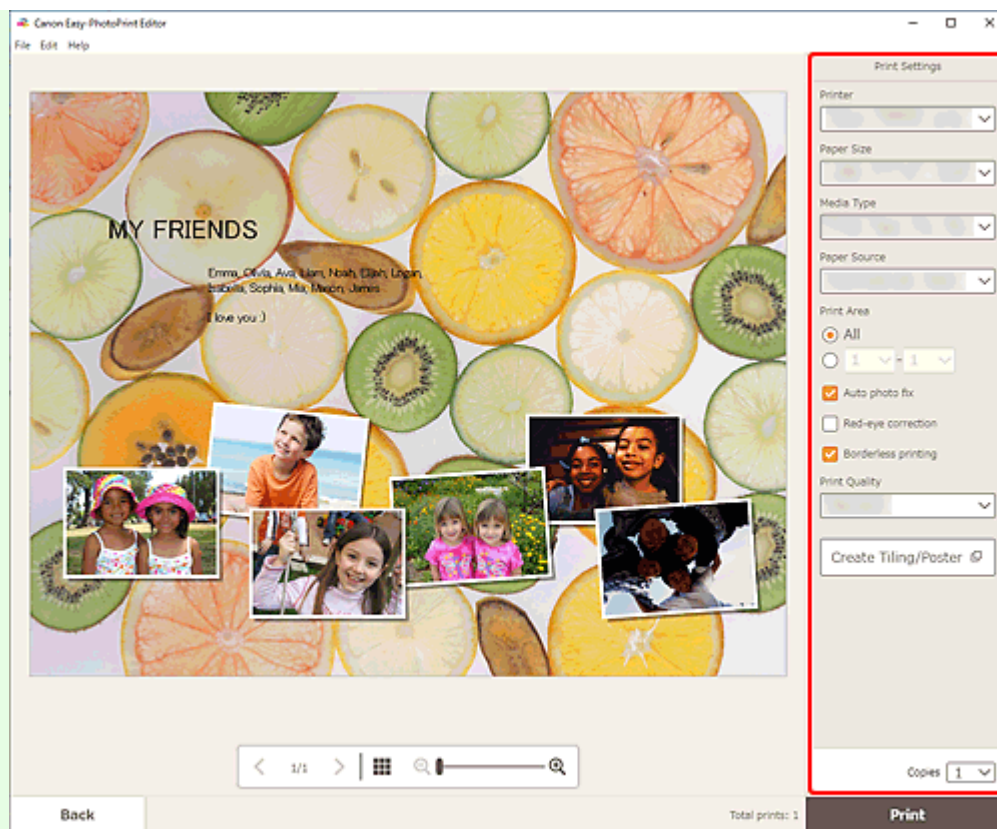 Canon Easy-PhotoPrint Editor
File Edit Help
MY FRIENDS
Emma, Olivia, Ava, Liam, Noah, Elijah, Logan,
Isabella, Sophia, Mia, Mason, James
I love you :)
1/1
Back
Total prints: 1
Print Settings
Printer
Paper Size
Media Type
Paper Source
Print Area
All
1 - 1
Auto photo fix
Red-eye correction
Borderless printing
Print Quality
Create Tiling/Poster
Copies 1
Print